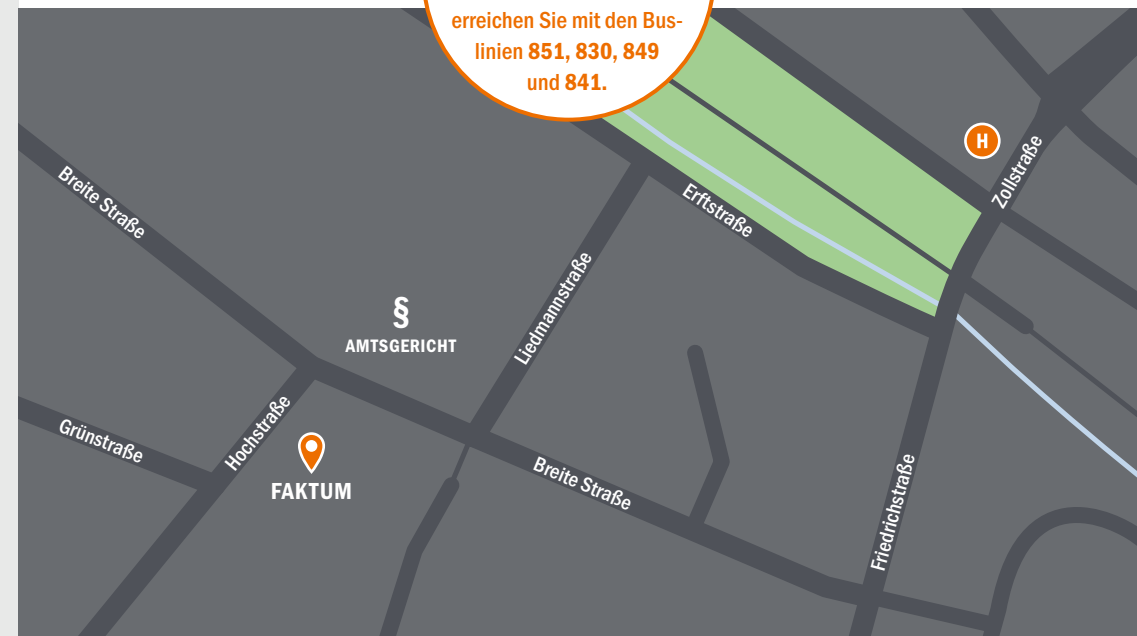 erreichen Sie mit den Bus-
linien 851, 830, 849
und 841.
H
Zollstraße
Breite Straße
Erftstraße
Liedmannstraße
§
AMTSGERICHT
Hochstraße
Grünstraße
FAKTUM
Breite Straße
Friedrichstraße